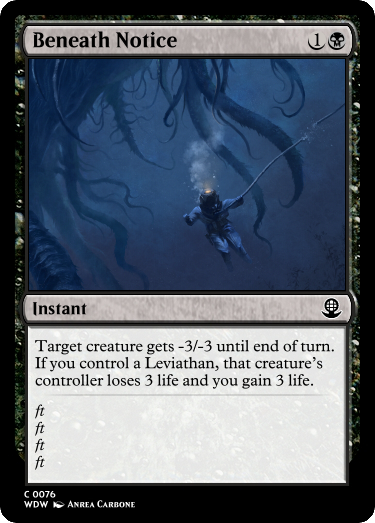 Beneath Notice 1
Instant
Target creature gets -3/-3 until end of turn.
If you control a Leviathan, that creature's
controller loses 3 life and you gain 3 life.
ft
ft
ft
ft
C 0076
WDW Anrea Carbone